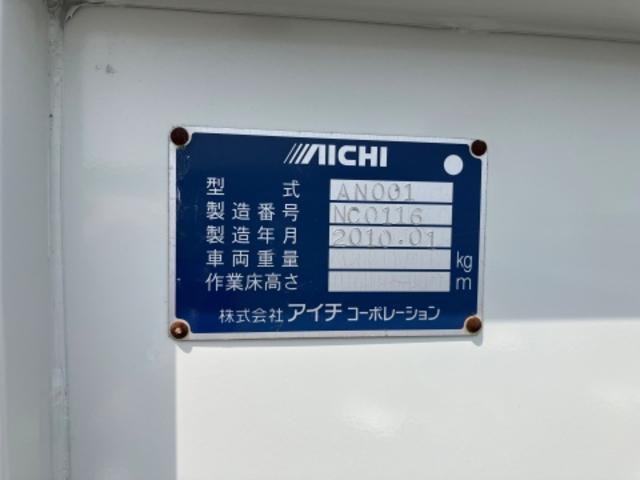 AICHI
型式 AN001
製造番号 NC0116
製造年月 2010.01
車両重量 kg
作業床高さ m
株式会社アイチコーポレーション